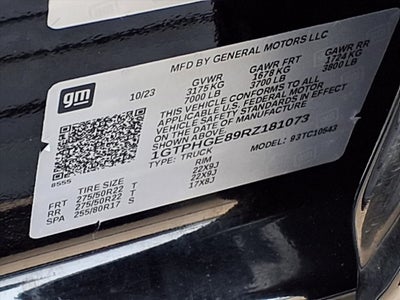 MFD BY GENERAL MOTORS LLC
gm
10/23
GVWR GAWR FRT GAWR RR
3175 KG 1678 KG 1724 KG
7000 LB 3700 LB 3800 LB
THIS VEHICLE CONFORMS TO ALL
APPLICABLE U.S. FEDERAL MOTOR
VEHICLE SAFETY STANDARDS IN
EFFECT ON THE
DATE OF MANUFACTURE SHOWN ABOVE.
1GTPHGE89RZ181073
8555
TYPE: TRUCK MODEL: 93TC10543
TIRE SIZE RIM
FRT 275/50R22 T 22X9J
RR 275/50R22 T 22X9J
SPA 255/80R17 S 17X8J